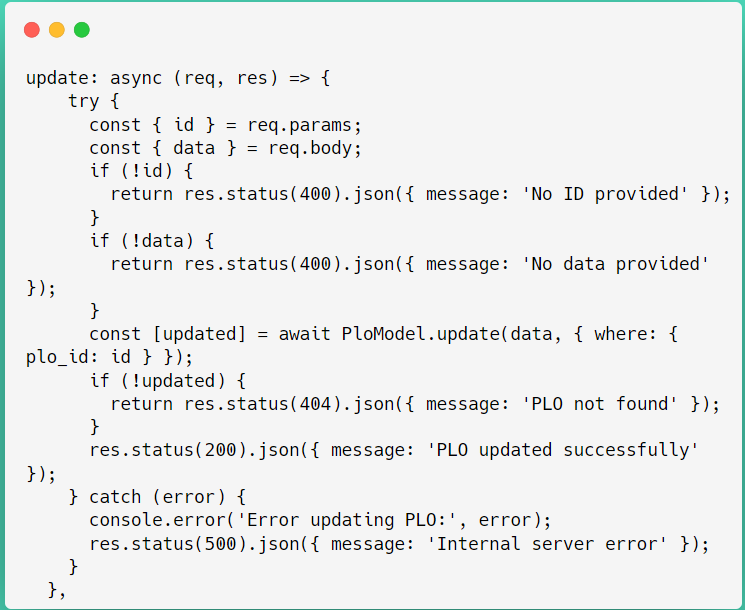 update: async (req, res) => {
    try {
      const { id } = req.params;
      const { data } = req.body;
      if (!id) {
        return res.status(400).json({ message: 'No ID provided' });
      }
      if (!data) {
        return res.status(400).json({ message: 'No data provided'
});
      }
      const [updated] = await PloModel.update(data, { where: {
plo_id: id } });
      if (!updated) {
        return res.status(404).json({ message: 'PLO not found' });
      }
      res.status(200).json({ message: 'PLO updated successfully'
});
    } catch (error) {
      console.error('Error updating PLO:', error);
      res.status(500).json({ message: 'Internal server error' });
    }
  },